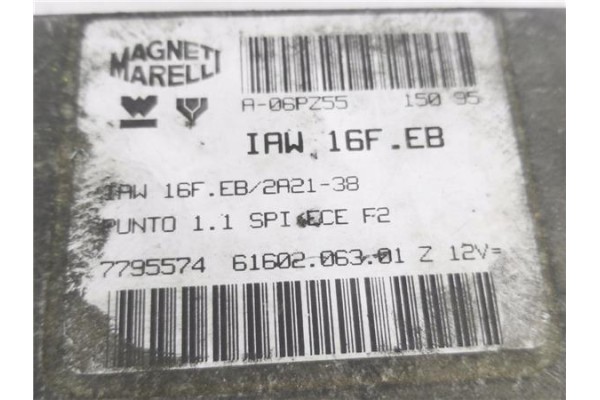 MAGNETI
MARELLI
A-06PZ55 150 95
IAW 16F.EB
IAW 16F.EB/2A21-38
PUNTO 1.1 SPI ECE F2
7795574 61602.063.01 Z 12V=